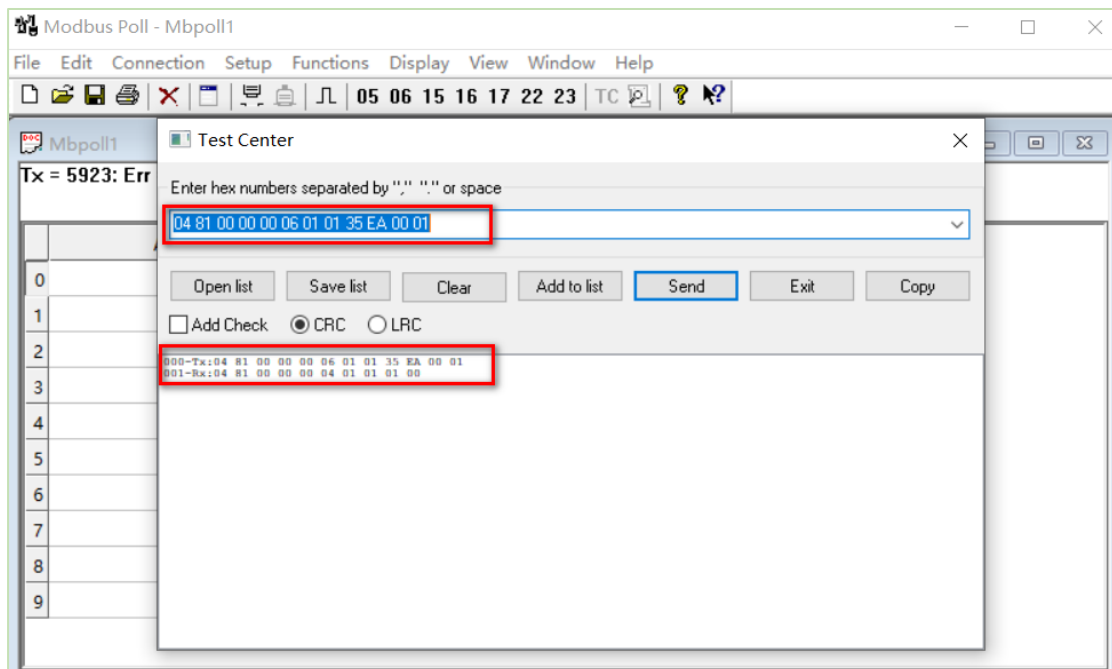 Modbus Poll - Mbpoll1
File Edit Connection Setup Functions Display View Window Help
05 06 15 16 17 22 23 TC
Mbpoll1
Test Center
Tx = 5923: Err
Enter hex numbers separated by "," "." or space
04 81 00 00 00 06 01 01 35 EA 00 01
Open list Save list Clear Add to list Send Exit Copy
Add Check CRC LRC
000-Tx:04 81 00 00 00 06 01 01 35 EA 00 01
001-Rx:04 81 00 00 00 04 01 01 01 00
0
1
2
3
4
5
6
7
8
9